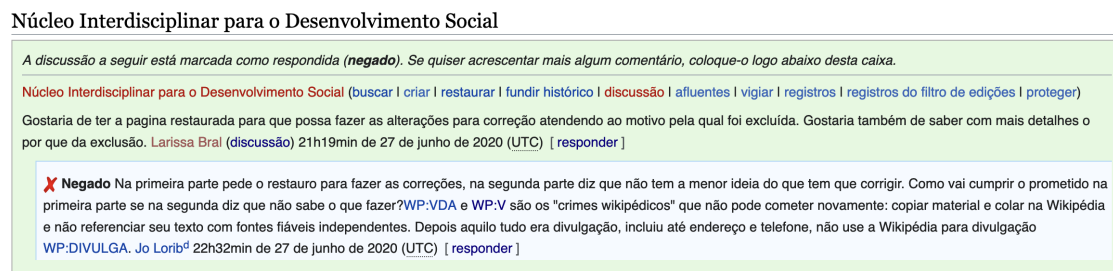 Núcleo Interdisciplinar para o Desenvolvimento Social
A discussão a seguir está marcada como respondida (negado). Se quiser acrescentar mais algum comentário, coloque-o logo abaixo desta caixa.
Núcleo Interdisciplinar para o Desenvolvimento Social (buscar | criar | restaurar | fundir histórico | discussão | afluentes | vigiar | registros | registros do filtro de edições | proteger)
Gostaria de ter a pagina restaurada para que possa fazer as alterações para correção atendendo ao motivo pela qual foi excluída. Gostaria também de saber com mais detalhes o
por que da exclusão. Larissa Bral (discussão) 21h19min de 27 de junho de 2020 (UTC) [ responder ]
✗ Negado Na primeira parte pede o restauro para fazer as correções, na segunda parte diz que não tem a menor ideia do que tem que corrigir. Como vai cumprir o prometido na
primeira parte se na segunda diz que não sabe o que fazer?WP:VDA e WP:V são os "crimes wikipédicos" que não pode cometer novamente: copiar material e colar na Wikipédia
e não referenciar seu texto com fontes fiáveis independentes. Depois aquilo tudo era divulgação, incluiu até endereço e telefone, não use a Wikipédia para divulgação
WP:DIVULGA. Jo Loribd 22h32min de 27 de junho de 2020 (UTC) [ responder ]